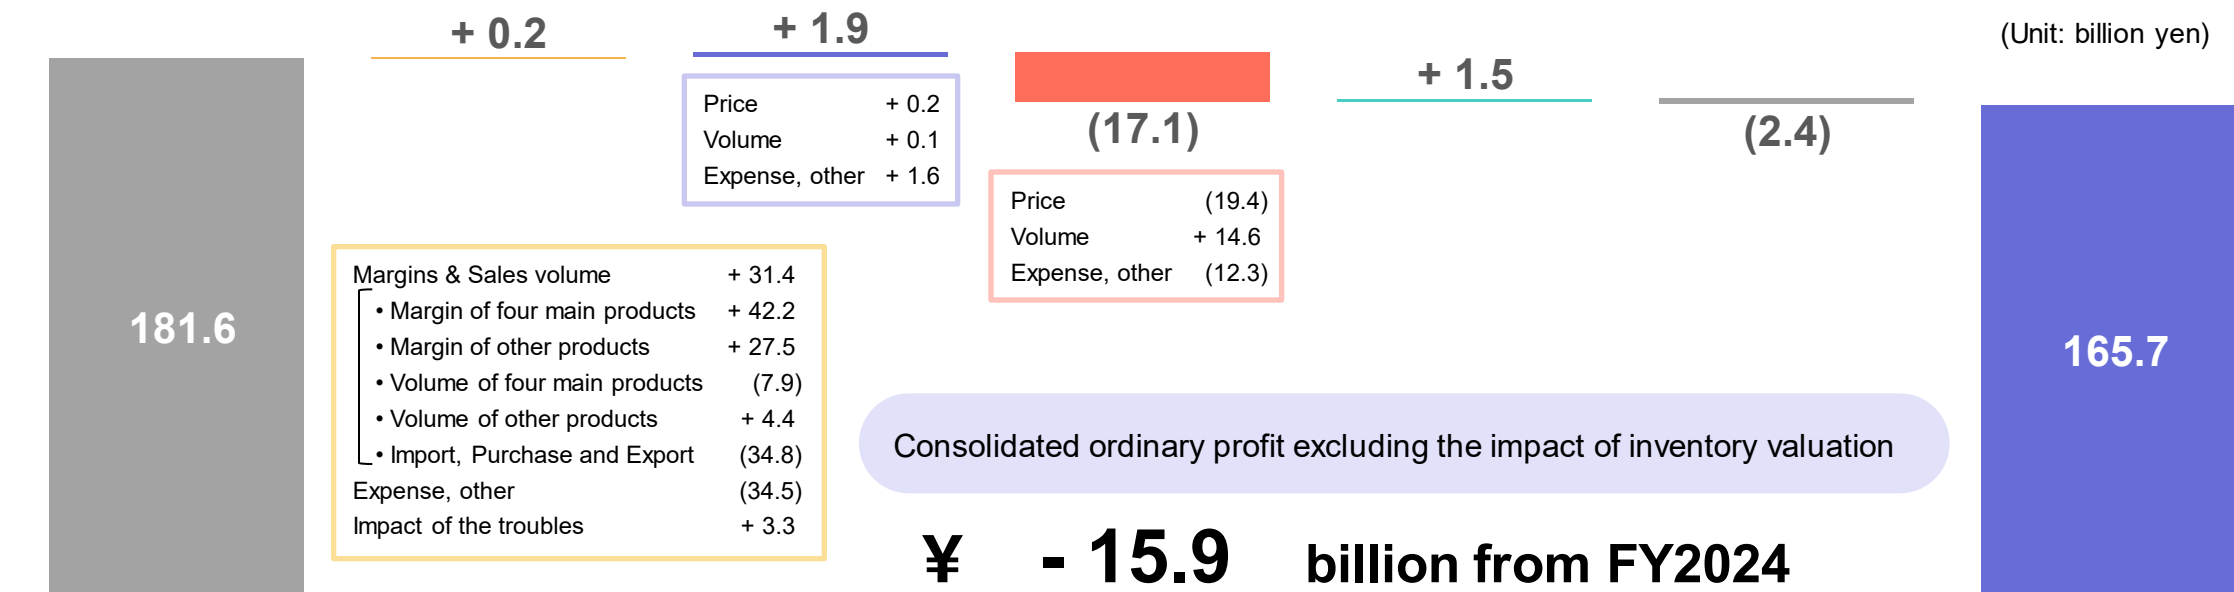 (Unit: billion yen)
181.6
+ 0.2
Margins & Sales volume + 31.4
• Margin of four main products + 42.2
• Margin of other products + 27.5
• Volume of four main products (7.9)
• Volume of other products + 4.4
• Import, Purchase and Export (34.8)
Expense, other (34.5)
Impact of the troubles + 3.3
+ 1.9
Price + 0.2
Volume + 0.1
Expense, other + 1.6
(17.1)
Price (19.4)
Volume + 14.6
Expense, other (12.3)
+ 1.5
(2.4)
165.7
Consolidated ordinary profit excluding the impact of inventory valuation
¥ - 15.9 billion from FY2024